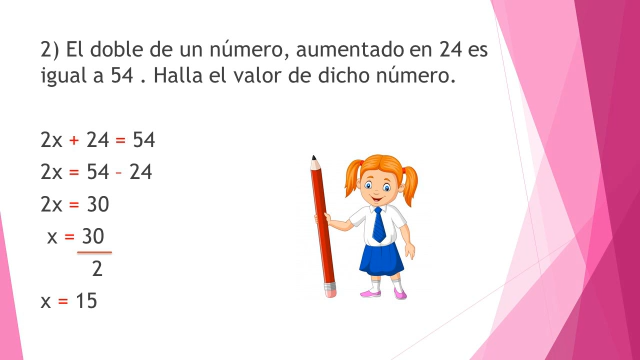 2) El doble de un número, aumentado en 24 es
igual a 54 . Halla el valor de dicho número.
2x + 24 = 54
2x = 54 - 24
2x = 30
x = 30
2
x = 15